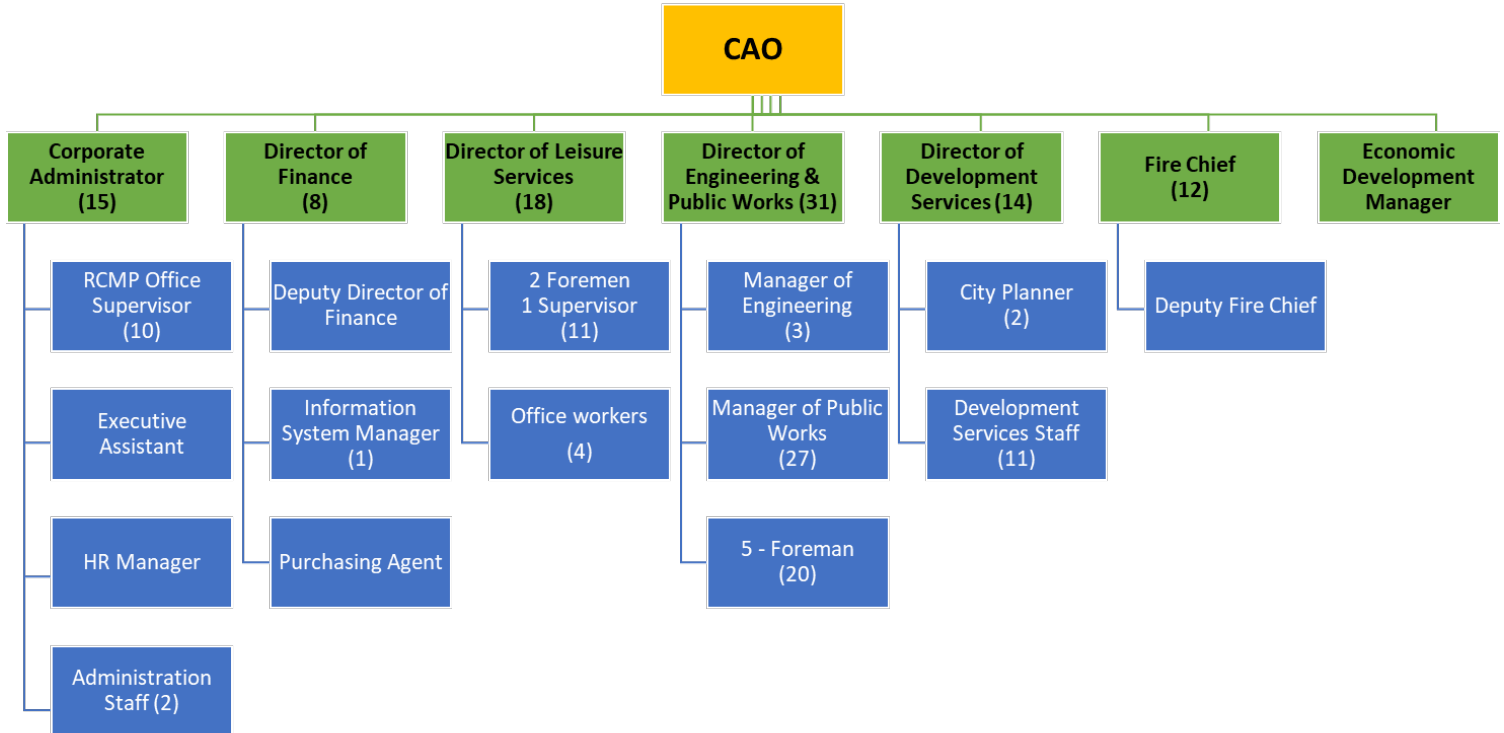 CAO
Corporate
Administrator
(15)
Director of
Finance
(8)
Director of Leisure
Services
(18)
Director of
Engineering &
Public Works (31)
Director of
Development
Services (14)
Fire Chief
(12)
Economic
Development
Manager
RCMP Office
Supervisor
(10)
Executive
Assistant
HR Manager
Administration
Staff (2)
Deputy Director of
Finance
Information
System Manager
(1)
Purchasing Agent
2 Foremen
1 Supervisor
(11)
Office workers
(4)
Manager of
Engineering
(3)
Manager of Public
Works
(27)
5 - Foreman
(20)
City Planner
(2)
Development
Services Staff
(11)
Deputy Fire Chief